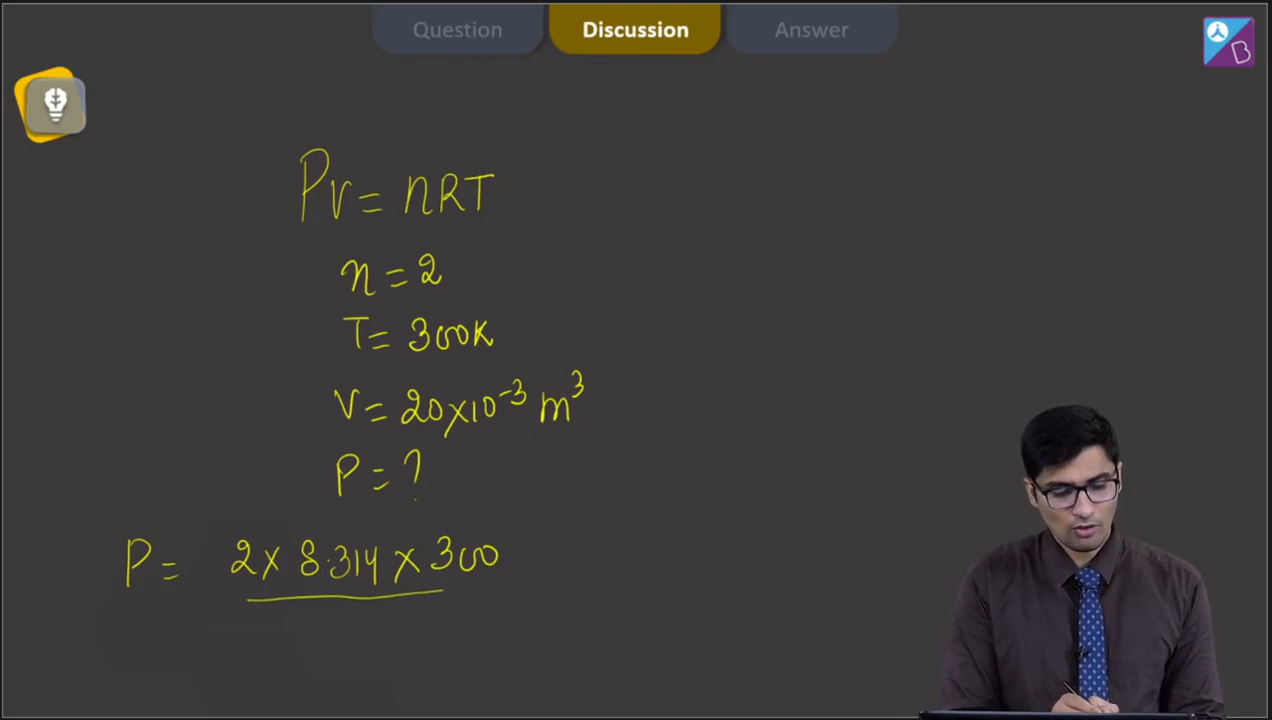 Question Discussion Answer
B
PV = nRT
n = 2
T = 300K
V = 20×10⁻³ m³
P = ?
P = 2 × 8.314 × 300